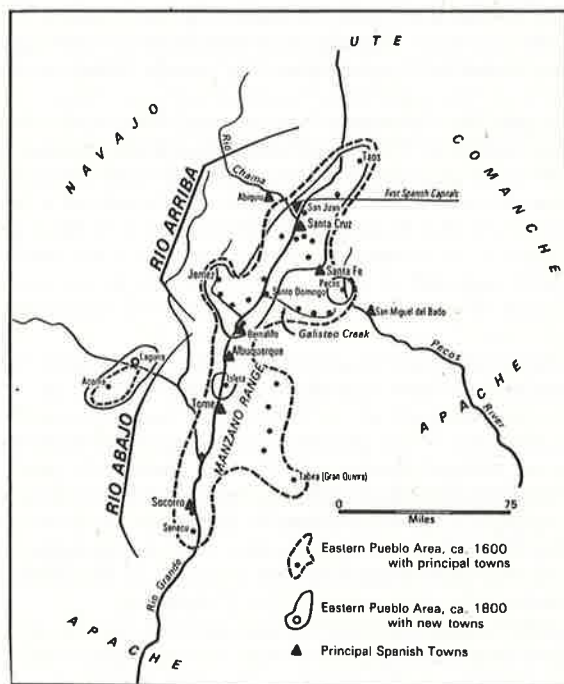 UTE
NAVAJO
COMANCHE
Rio
Chama
Taos
RIO ARRIBA
Abiquiu
First Spanish Capitals
San Juan
Santa Cruz
Jemez
Santa Fe
Pecos
Santo Domingo
San Miguel del Bado
Bernalillo
Galisteo Creek
Albuquerque
Pecos
River
Laguna
Acoma
Isleta
APACHE
Tome
MANZANO RANGE
RIO ABAJO
Tabira (Gran Quivira)
Socorro
Senecu
0 75
Miles
Rio Grande
APACHE
Eastern Pueblo Area, ca. 1600
with principal towns
Eastern Pueblo Area, ca. 1800
with new towns
Principal Spanish Towns